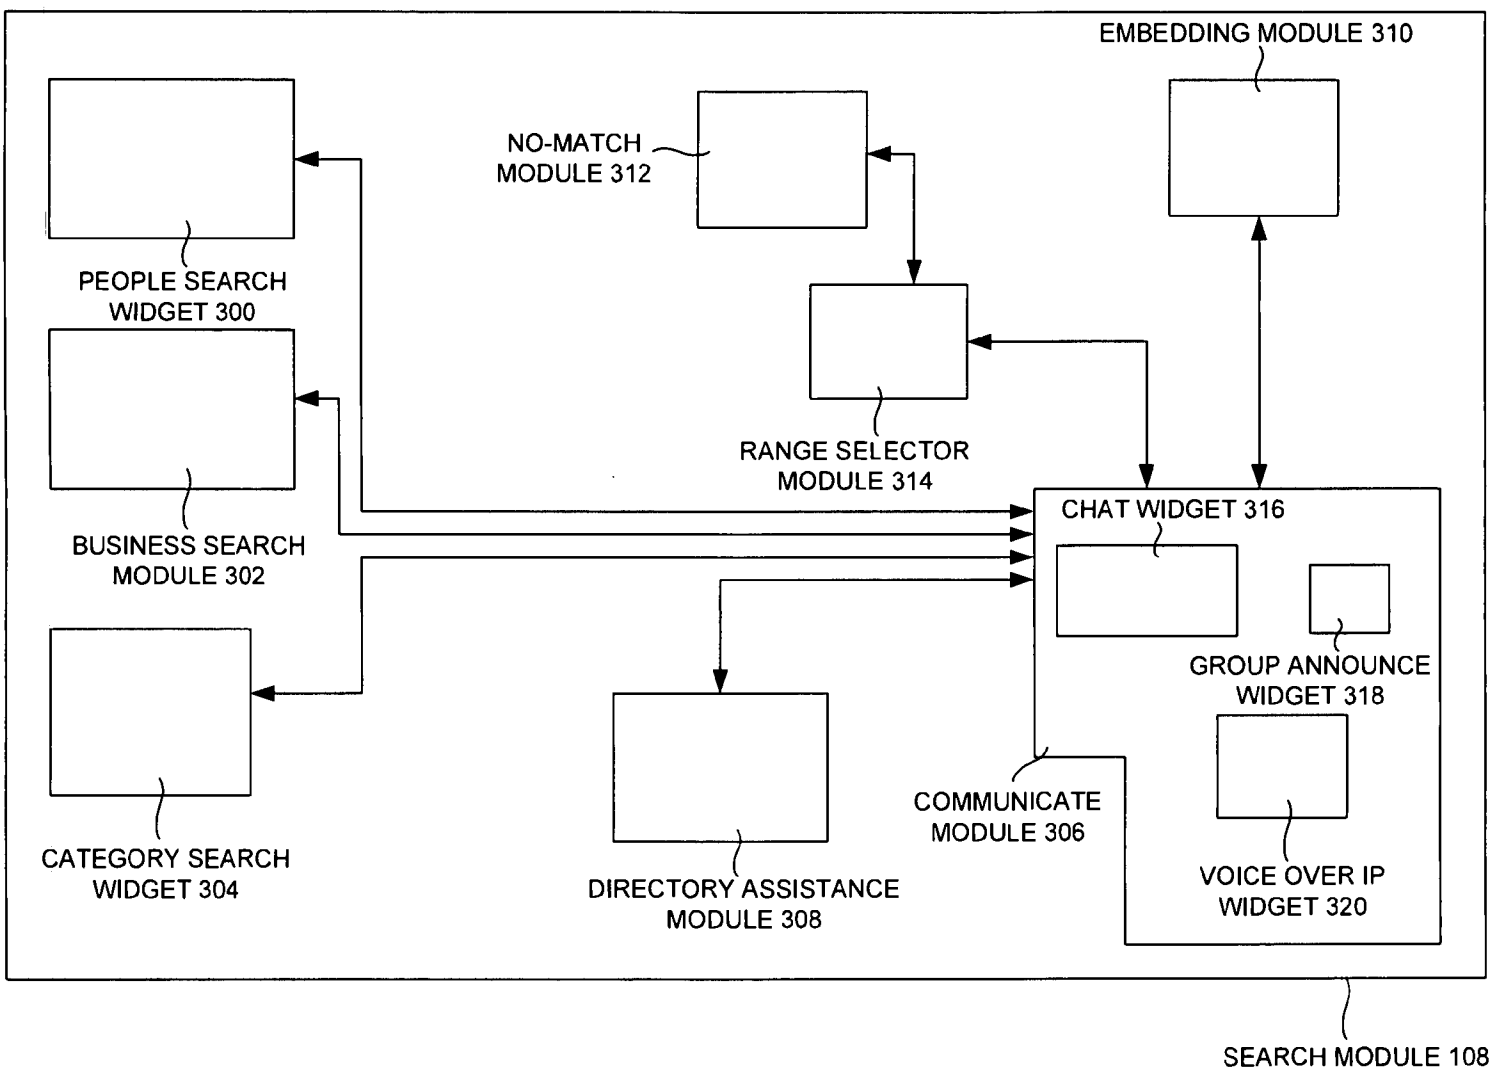 EMBEDDING MODULE 310
NO-MATCH
MODULE 312
PEOPLE SEARCH
WIDGET 300
RANGE SELECTOR
MODULE 314
CHAT WIDGET 316
BUSINESS SEARCH
MODULE 302
GROUP ANNOUNCE
WIDGET 318
COMMUNICATE
MODULE 306
CATEGORY SEARCH
WIDGET 304
DIRECTORY ASSISTANCE
MODULE 308
VOICE OVER IP
WIDGET 320
SEARCH MODULE 108